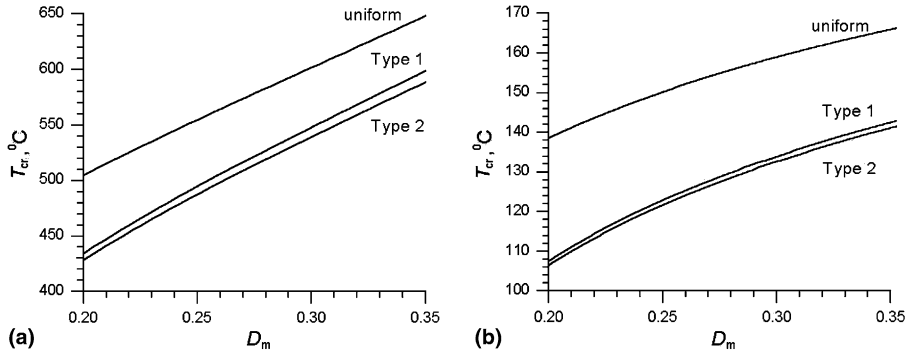 650
600
550
500
450
400
T_cr, ⁰C
uniform
Type 1
Type 2
0.20
0.25
0.30
0.35
D_m
(a)
170
160
150
140
130
120
110
100
T_cr, ⁰C
uniform
Type 1
Type 2
0.20
0.25
0.30
0.35
D_m
(b)